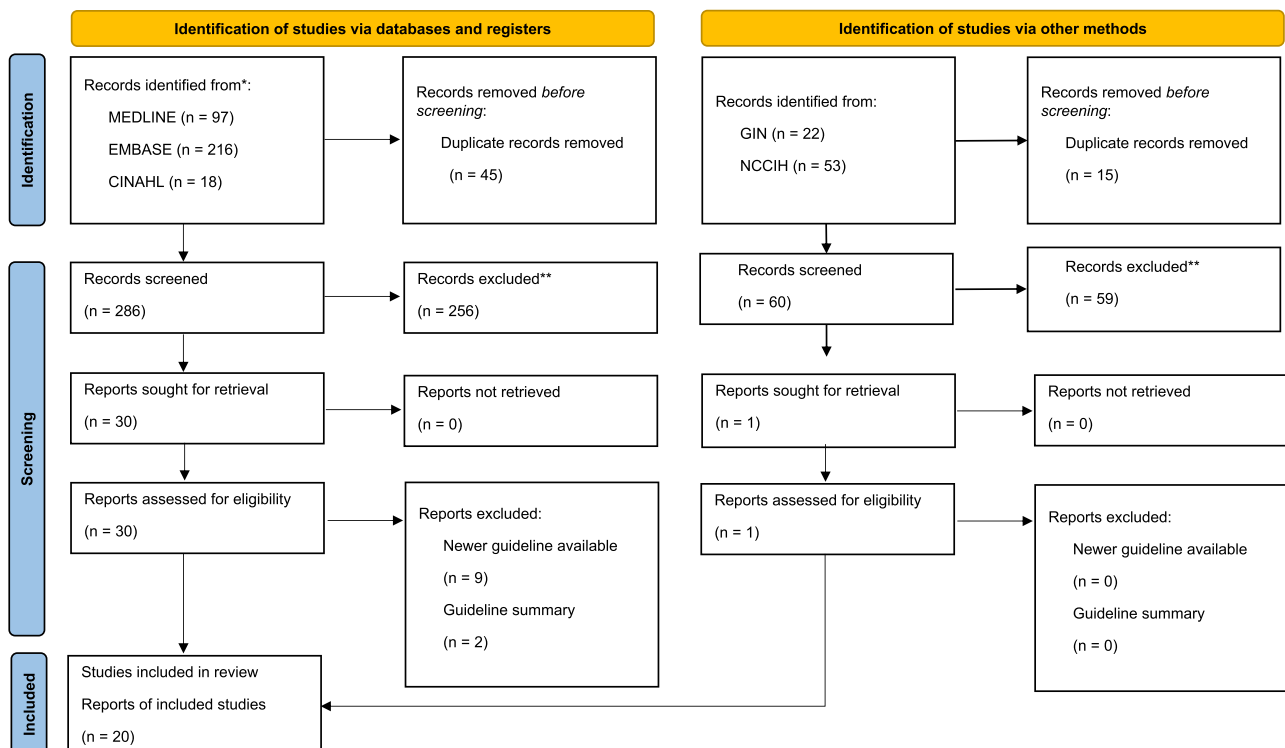 Identification of studies via databases and registers
Identification of studies via other methods
Identification
Records identified from*:
MEDLINE (n = 97)
EMBASE (n = 216)
CINAHL (n = 18)
Records removed before
screening:
Duplicate records removed
(n = 45)
Records identified from:
GIN (n = 22)
NCCIH (n = 53)
Records removed before
screening:
Duplicate records removed
(n = 15)
Screening
Records screened
(n = 286)
Records excluded**
(n = 256)
Records screened
(n = 60)
Records excluded**
(n = 59)
Reports sought for retrieval
(n = 30)
Reports not retrieved
(n = 0)
Reports sought for retrieval
(n = 1)
Reports not retrieved
(n = 0)
Reports assessed for eligibility
(n = 30)
Reports excluded:
Newer guideline available
(n = 9)
Guideline summary
(n = 2)
Reports assessed for eligibility
(n = 1)
Reports excluded:
Newer guideline available
(n = 0)
Guideline summary
(n = 0)
Included
Studies included in review
Reports of included studies
(n = 20)